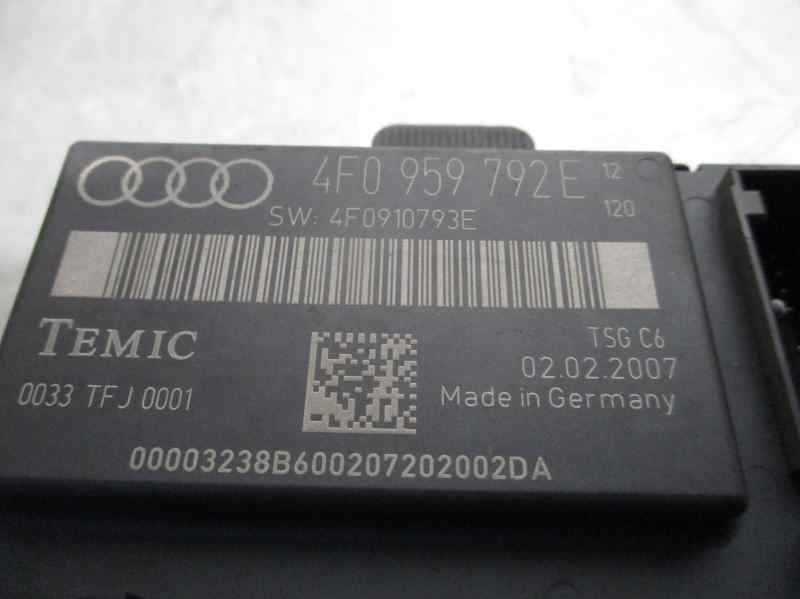 4F0 959 792E 12
SW: 4F0910793E 120
TEMIC TSG C6
02.02.2007
0033 TFJ 0001 Made in Germany
00003238B600207202002DA